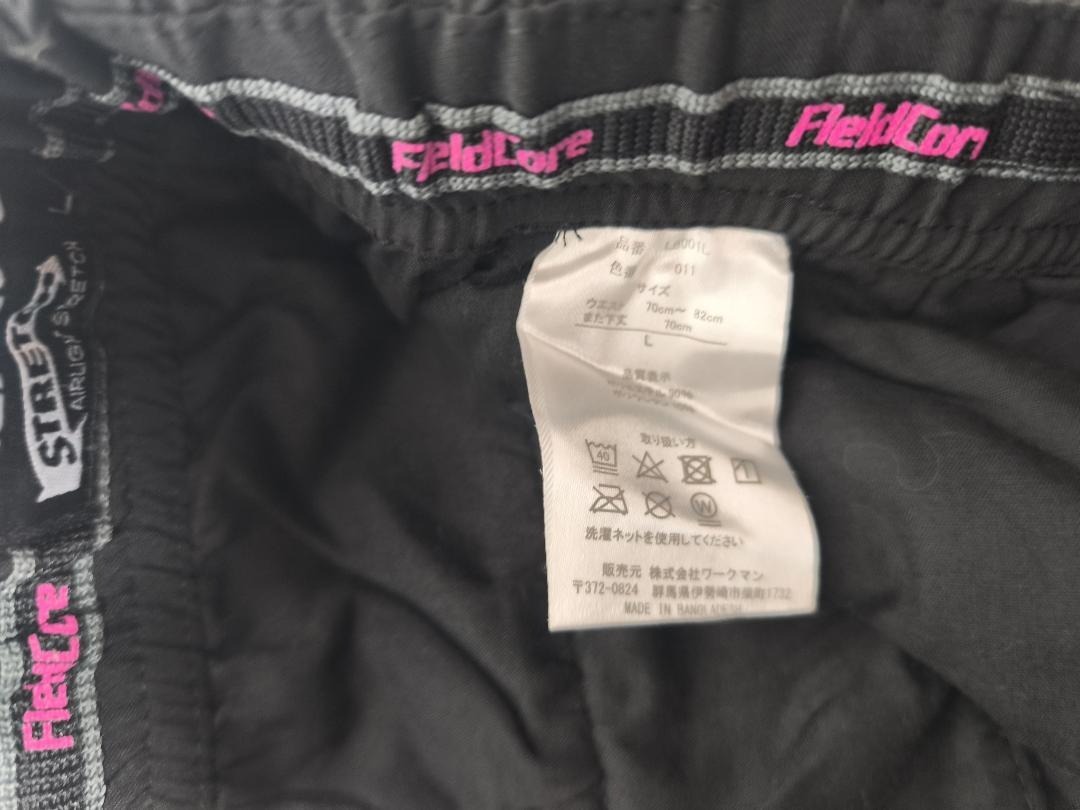 FieldCore
FieldCor
品番
色番 011
サイズ
ウエスト 70cm～ 82cm
また下丈 70cm
L
品質表示
取り扱い方
40
W
洗濯ネットを使用してください
販売元 株式会社ワークマン
〒372-0824 群馬県伊勢崎市柴町1732
MADE IN BANGLADESH
L
STRETCH
FieldCore